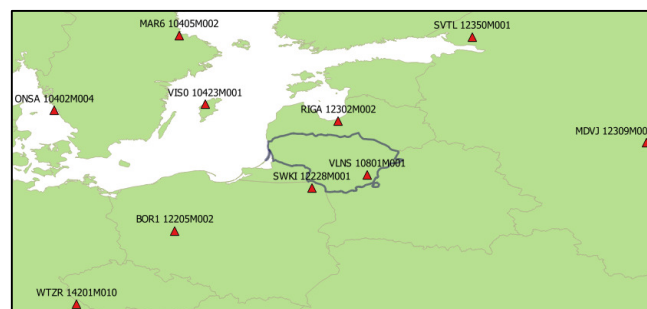 MAR6 10405M002
SVTL 12350M001
ONSA 10402M004
VIS0 10423M001
RIGA 12302M002
MDVJ 12309M00
VLNS 10801M001
SWKI 12228M001
BOR1 12205M002
WTZR 14201M010